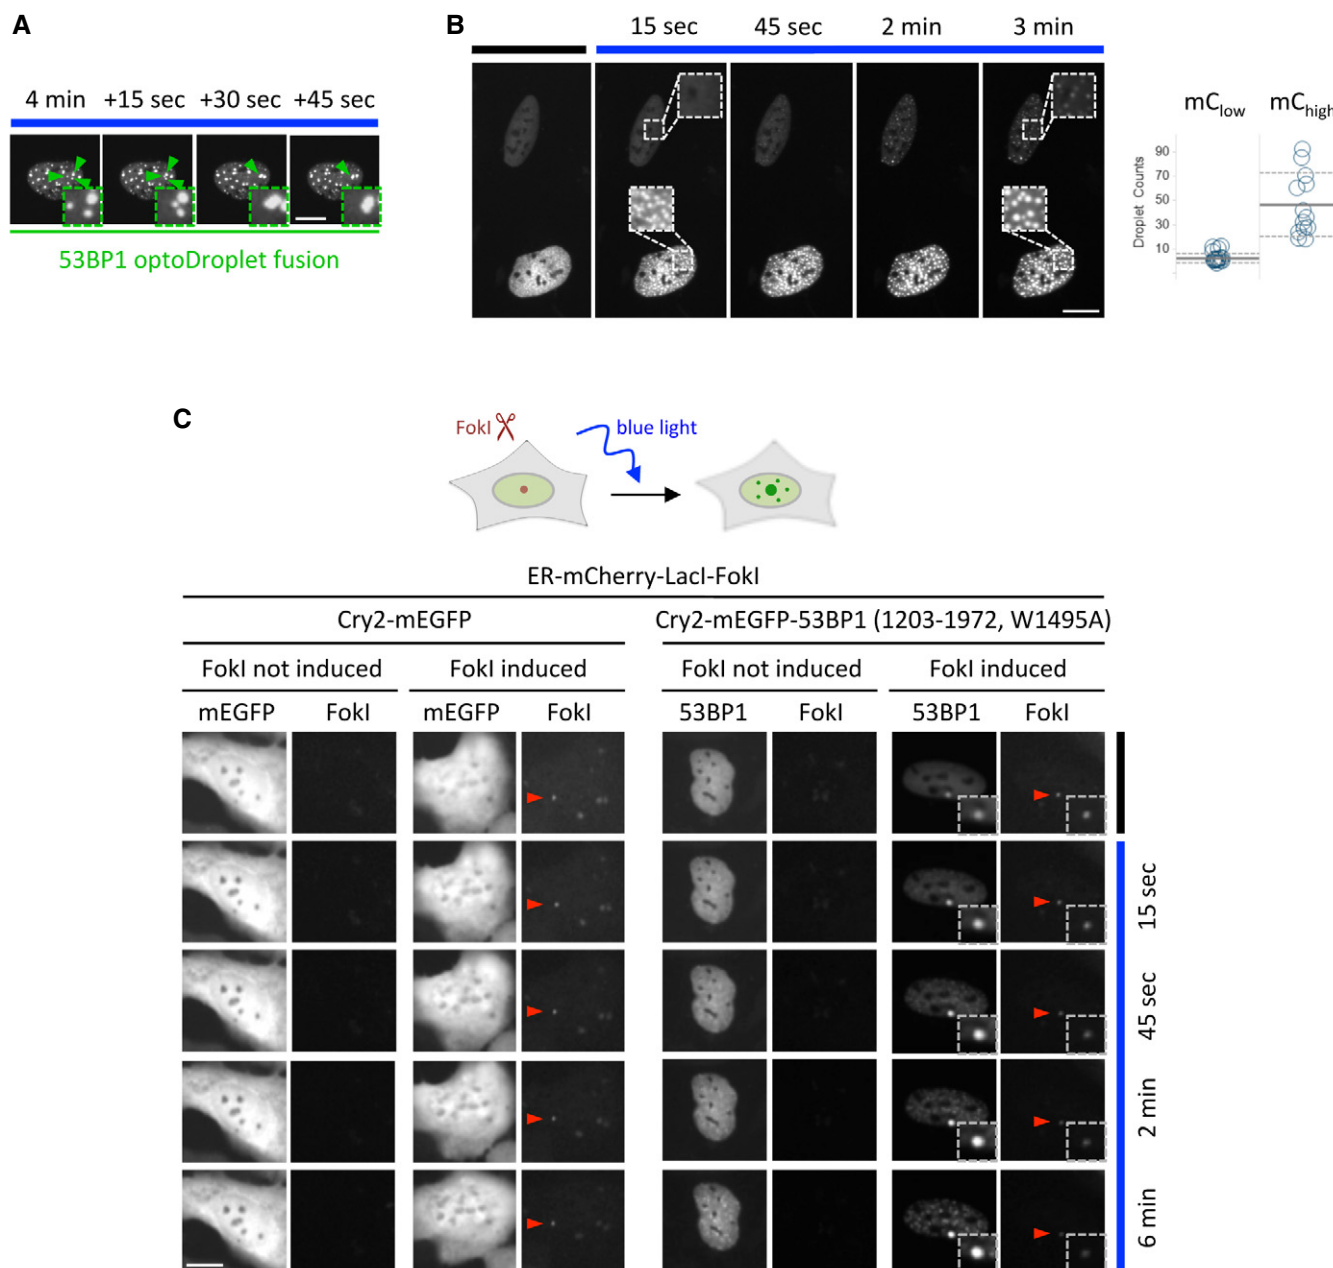 A
4 min +15 sec +30 sec +45 sec
53BP1 optoDroplet fusion
B
15 sec 45 sec 2 min 3 min
mClow mChigh
Droplet Counts
90
70
50
30
10
C
FokI blue light
ER-mCherry-LacI-FokI
Cry2-mEGFP Cry2-mEGFP-53BP1 (1203-1972, W1495A)
FokI not induced FokI induced FokI not induced FokI induced
mEGFP FokI mEGFP FokI 53BP1 FokI 53BP1 FokI
15 sec
45 sec
2 min
6 min